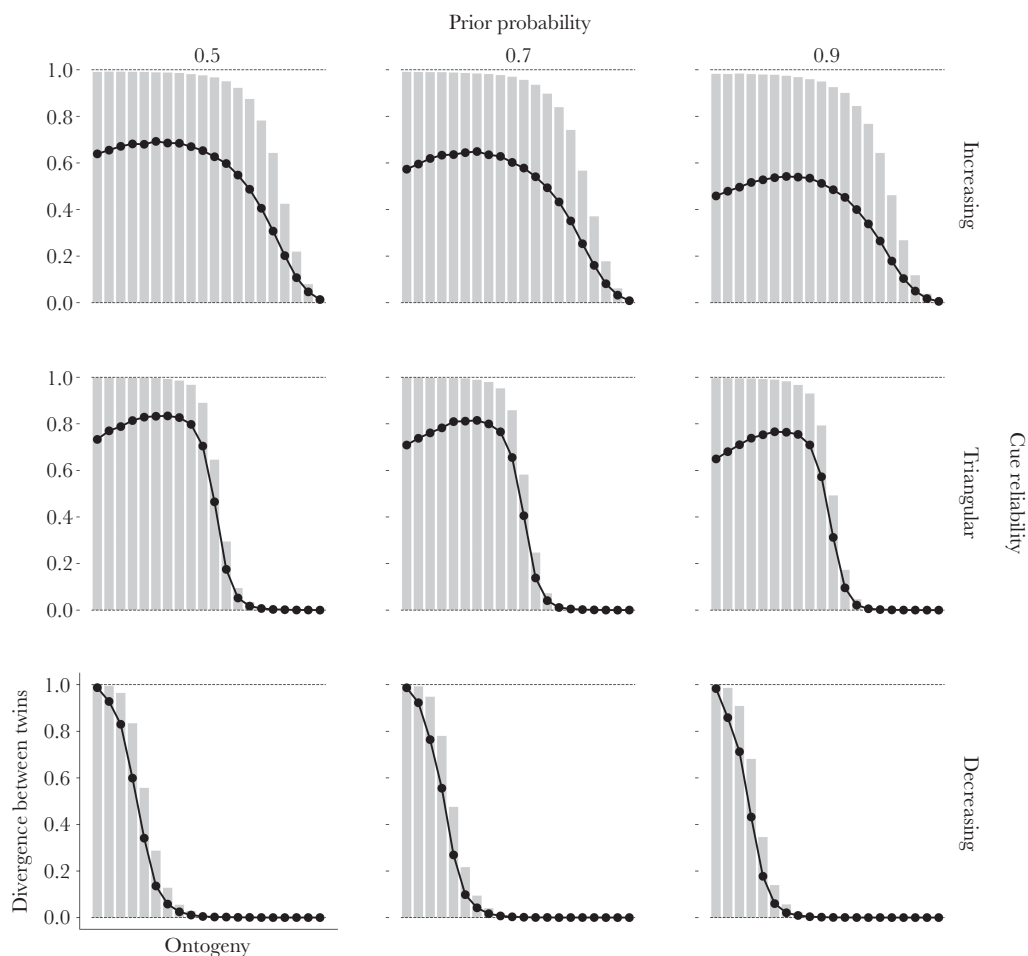 Prior probability
0.5 0.7 0.9
1.0
0.8
0.6
0.4
0.2
0.0
Increasing
1.0
0.8
0.6
0.4
0.2
0.0
Triangular
Cue reliability
1.0
0.8
0.6
0.4
0.2
0.0
Decreasing
Divergence between twins
Ontogeny